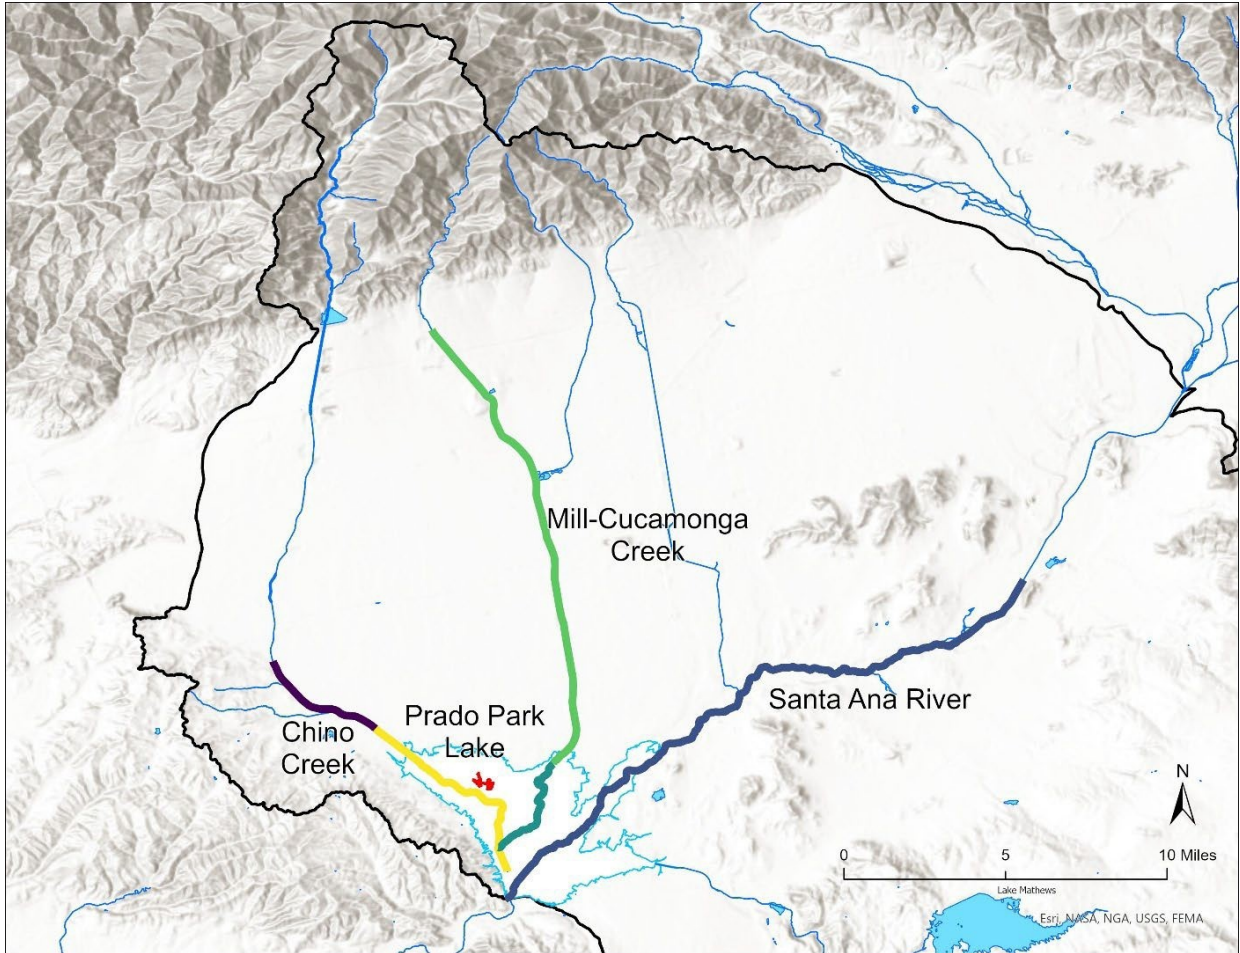 Mill-Cucamonga
Creek
Santa Ana River
Prado Park
Lake
Chino
Creek
N
0 5 10 Miles
Lake Mathews
Esri, NASA, NGA, USGS, FEMA